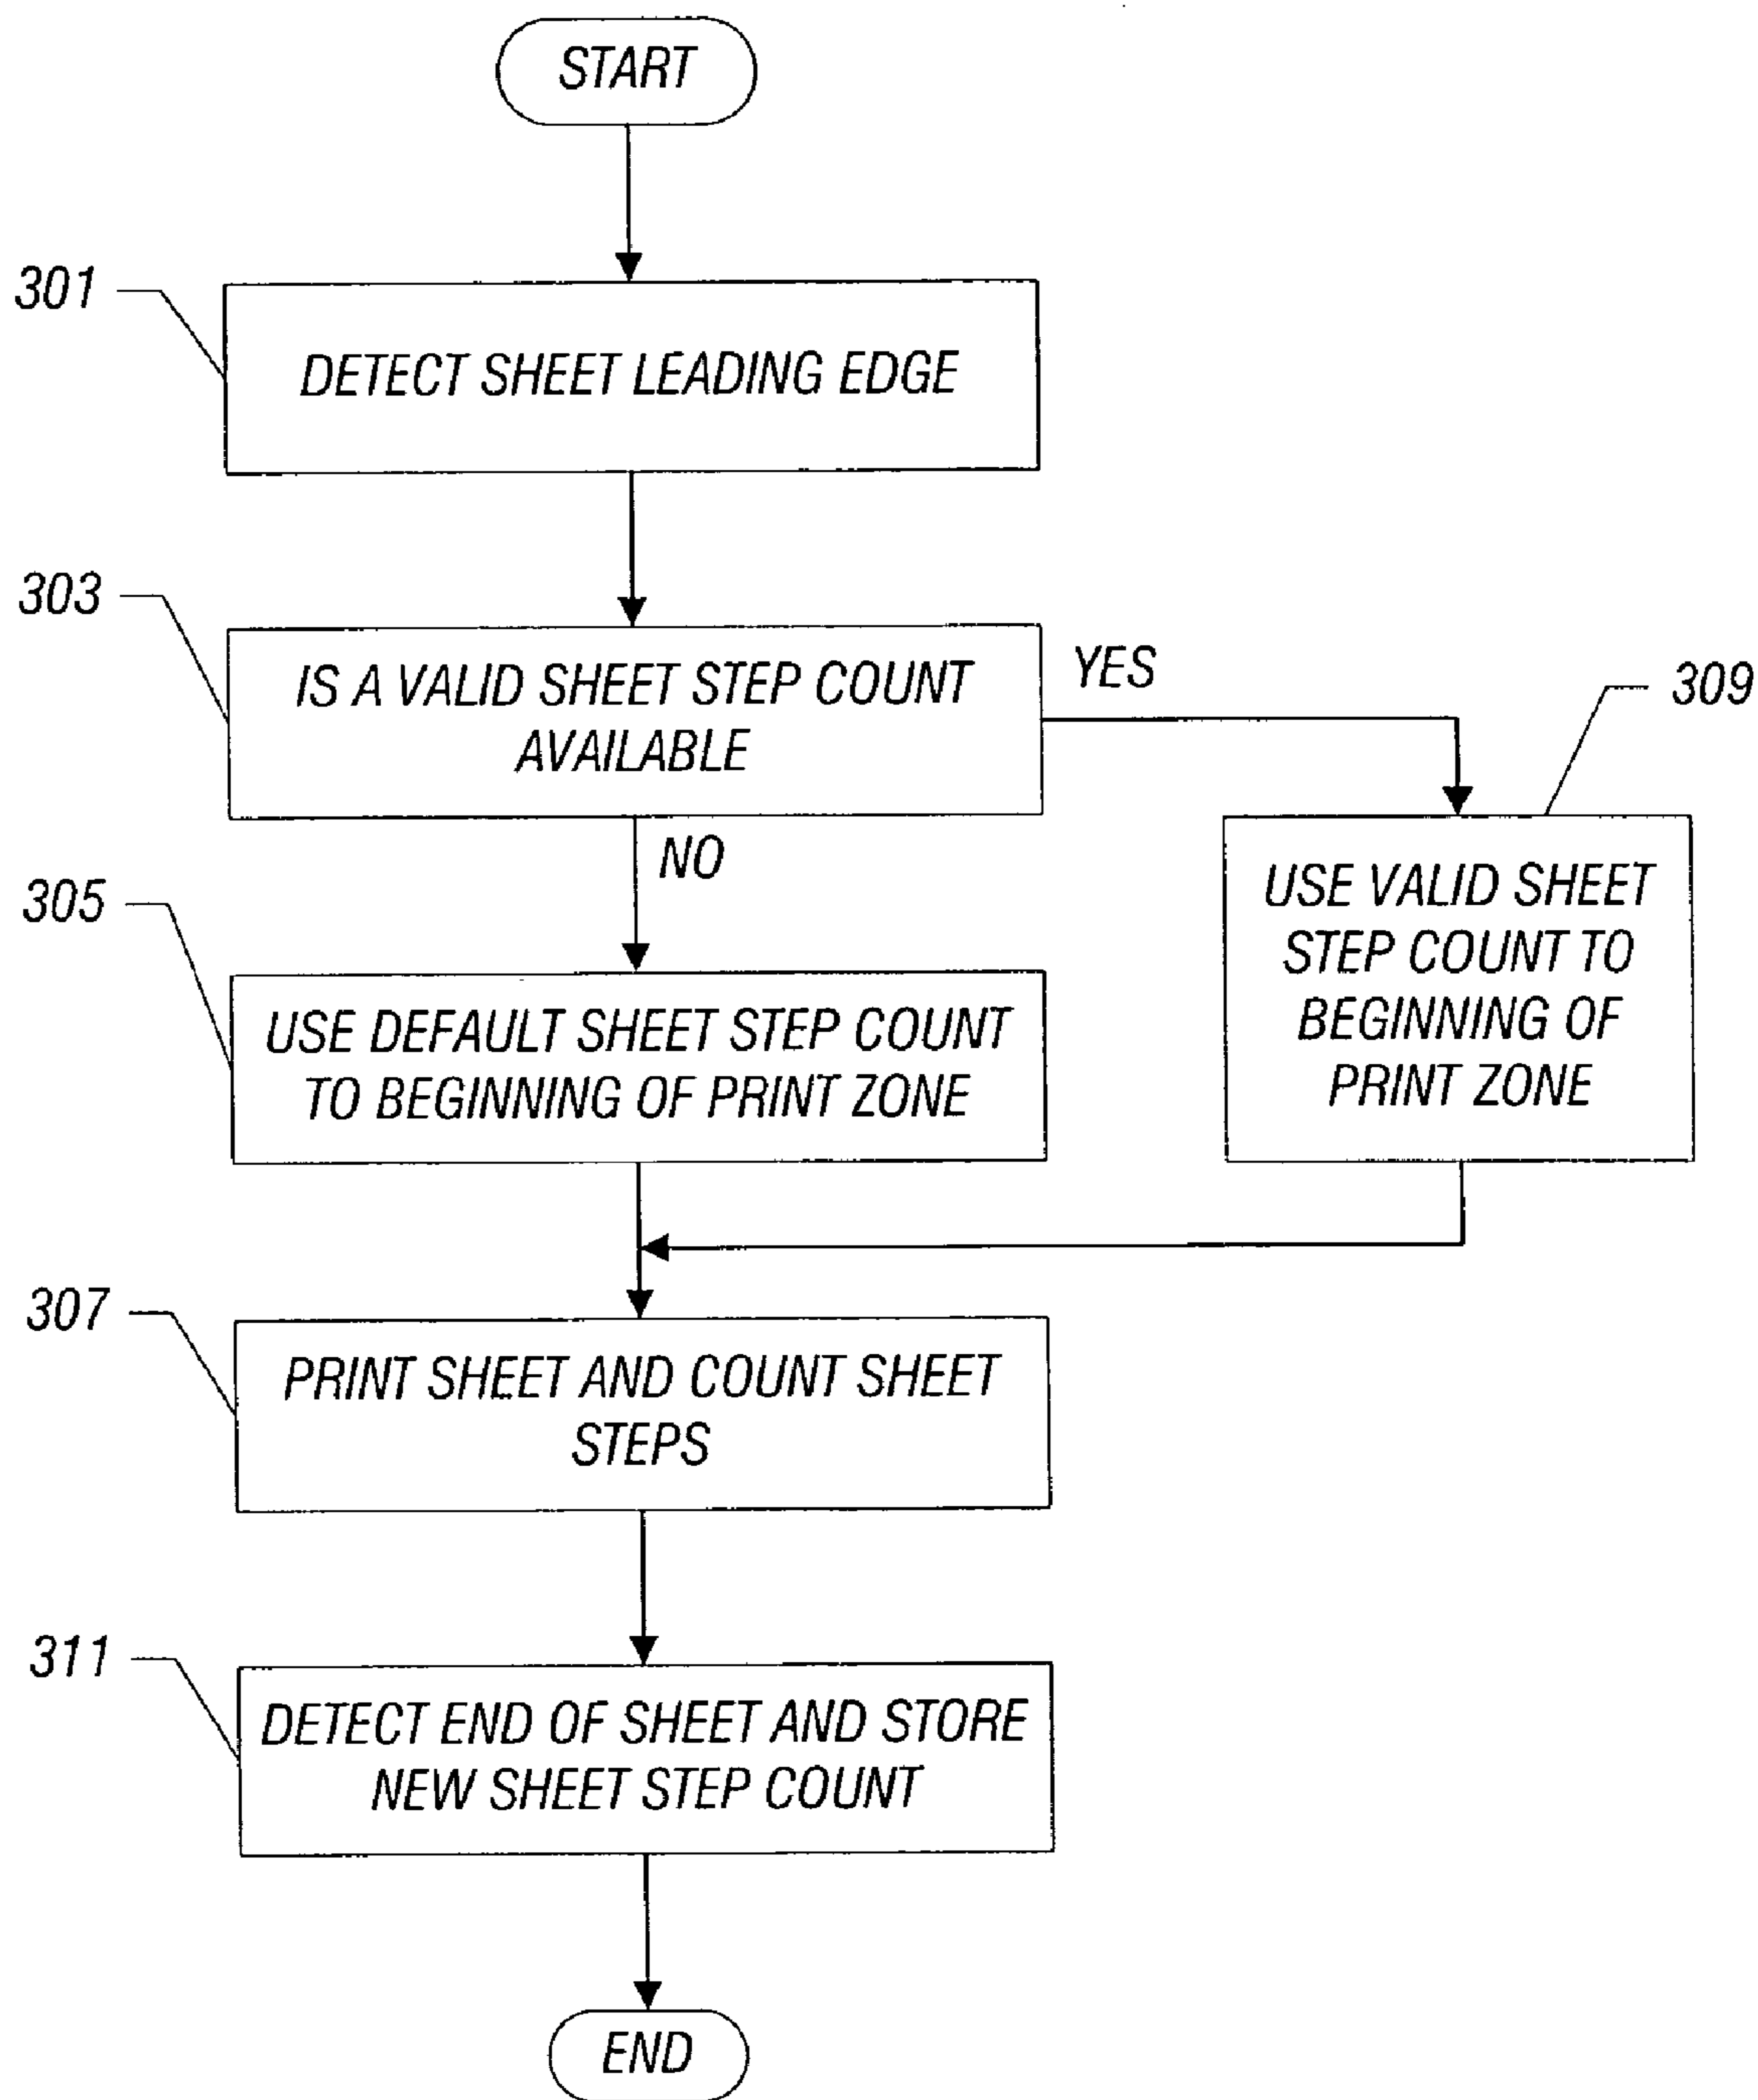 START
301
DETECT SHEET LEADING EDGE
303
IS A VALID SHEET STEP COUNT
AVAILABLE
YES
309
NO
USE VALID SHEET
STEP COUNT TO
BEGINNING OF
PRINT ZONE
305
USE DEFAULT SHEET STEP COUNT
TO BEGINNING OF PRINT ZONE
307
PRINT SHEET AND COUNT SHEET
STEPS
311
DETECT END OF SHEET AND STORE
NEW SHEET STEP COUNT
END